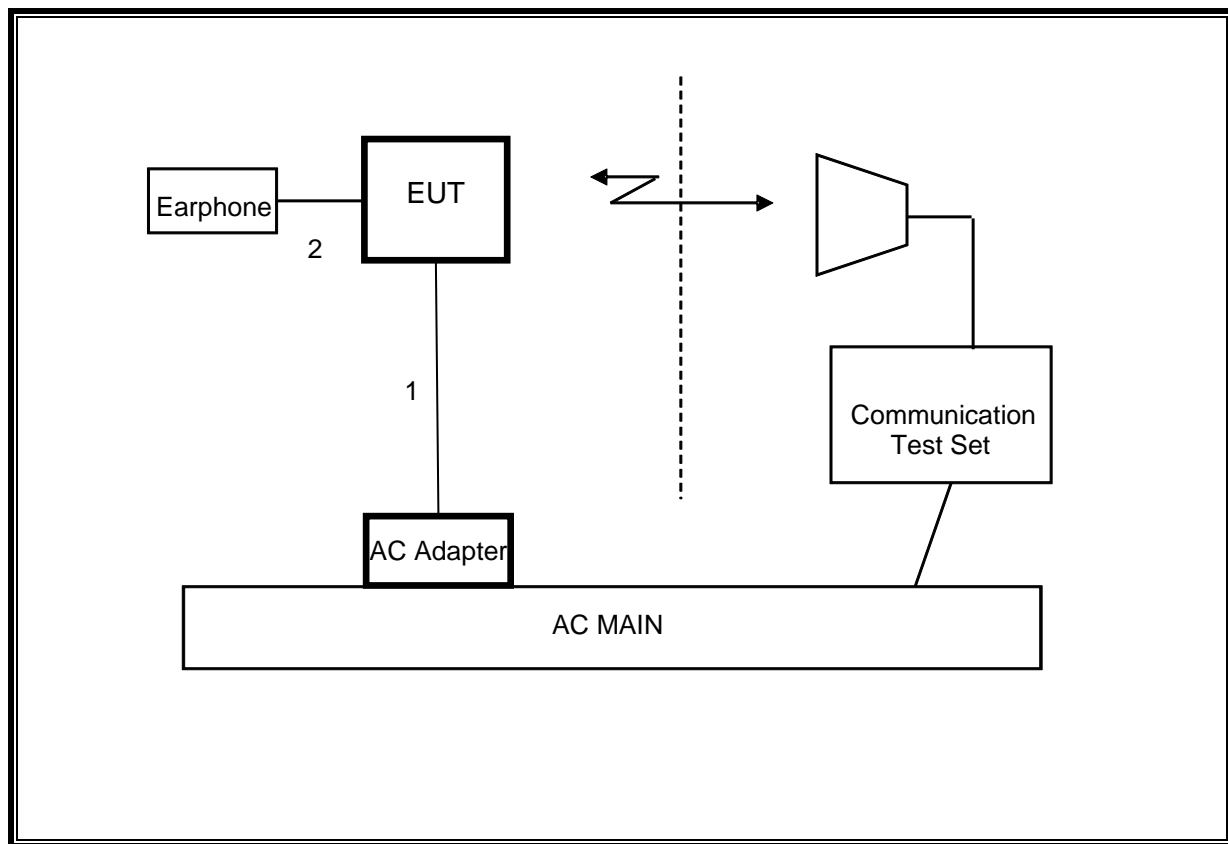 Earphone
EUT
2
1
Communication
Test Set
AC Adapter
AC MAIN